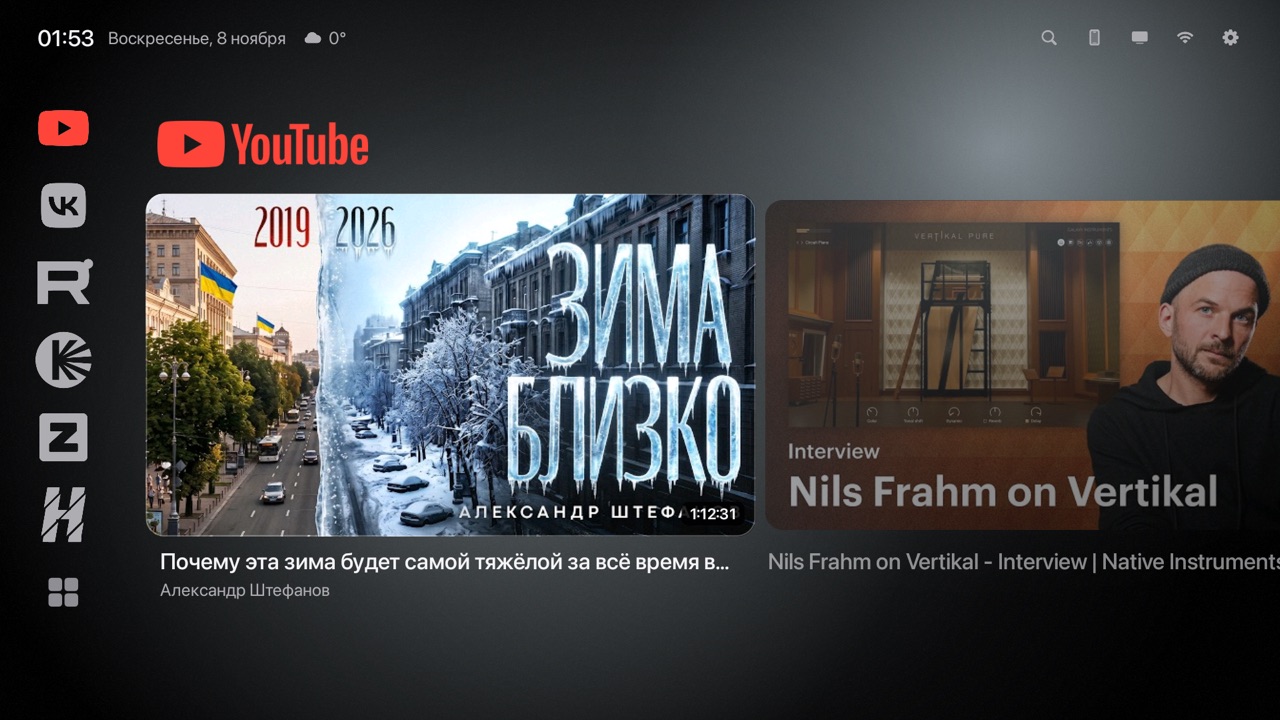 01:53 Воскресенье, 8 ноября 0°
YouTube
2019 2026
ЗИМА
БЛИЗКО
АЛЕКСАНДР
1:12:31
VERTIKAL PURE
Interview
Nils Frahm on Vertikal
Почему эта зима будет самой тяжёлой за всё время в...
Александр Штефанов
Nils Frahm on Vertikal - Interview | Native Instruments